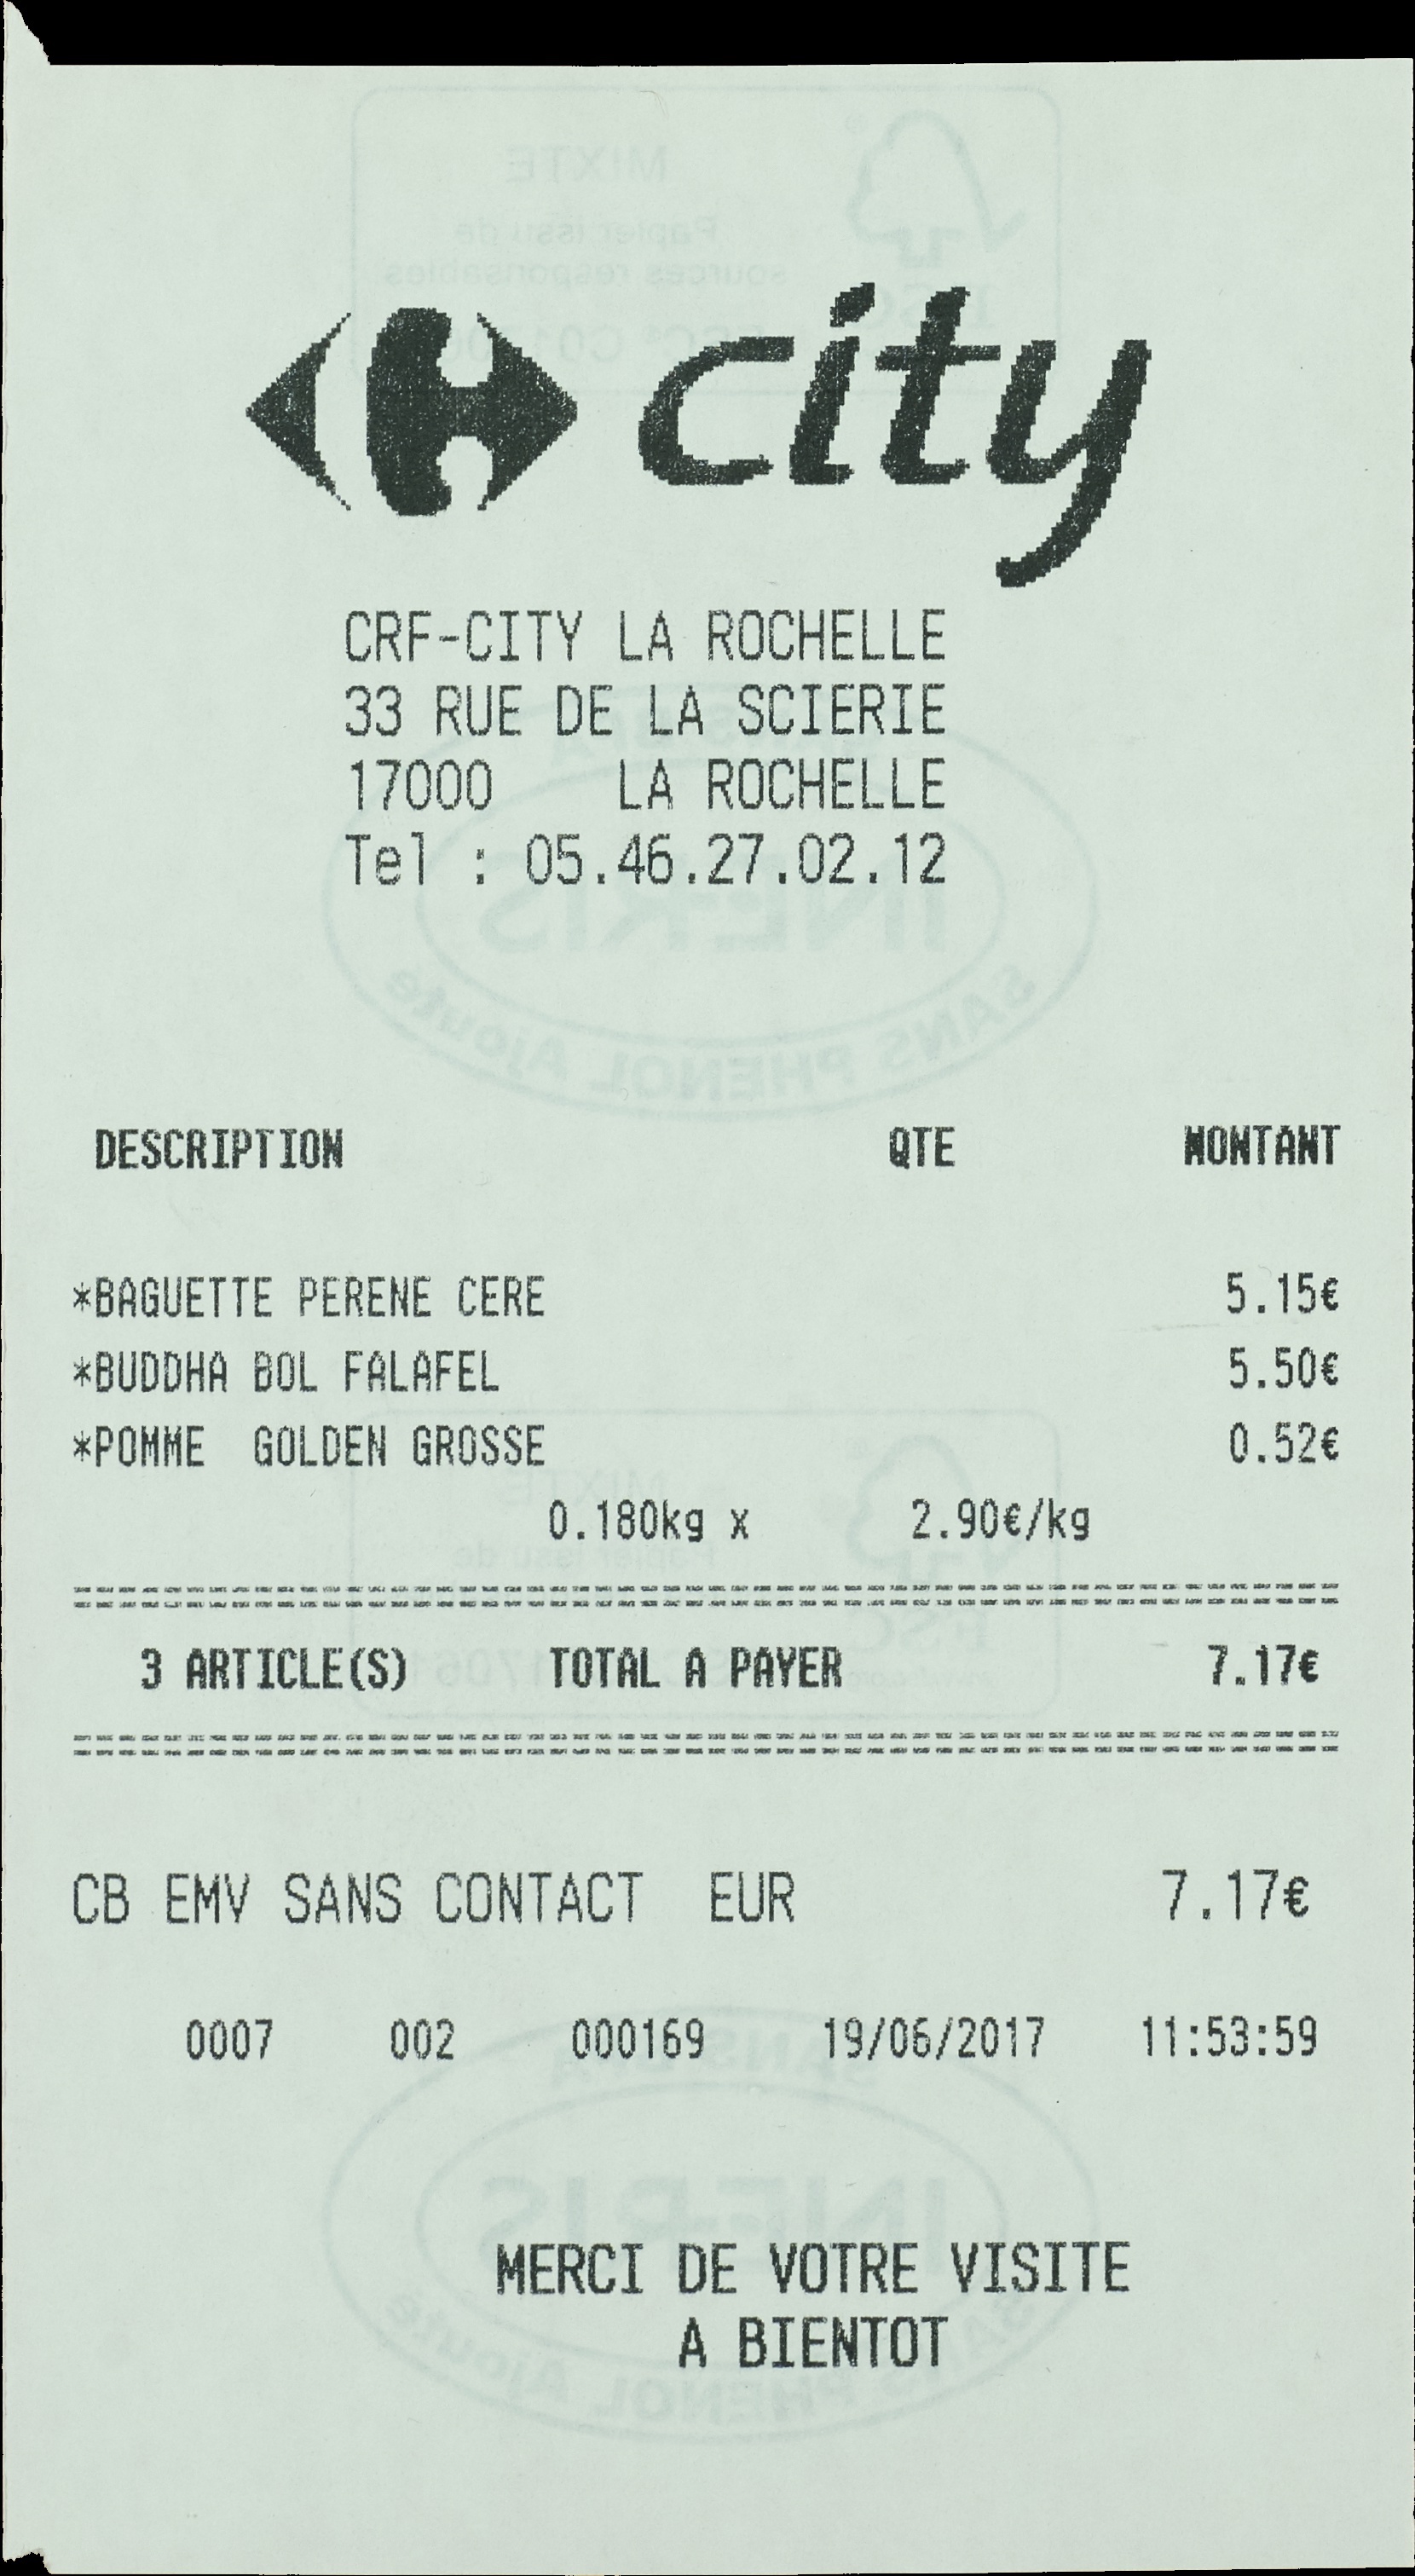 city
CRF-CITY LA ROCHELLE
33 RUE DE LA SCIERIE
17000 LA ROCHELLE
Tel : 05.46.27.02.12
DESCRIPTION QTE MONTANT
*BAGUETTE PERENE CERE 5.15€
*BUDDHA BOL FALAFEL 5.50€
*POMME GOLDEN GROSSE 0.52€
0.180kg x 2.90€/kg
3 ARTICLE(S) TOTAL A PAYER 7.17€
CB EMV SANS CONTACT EUR 7.17€
0007 002 000169 19/06/2017 11:53:59
MERCI DE VOTRE VISITE
A BIENTOT